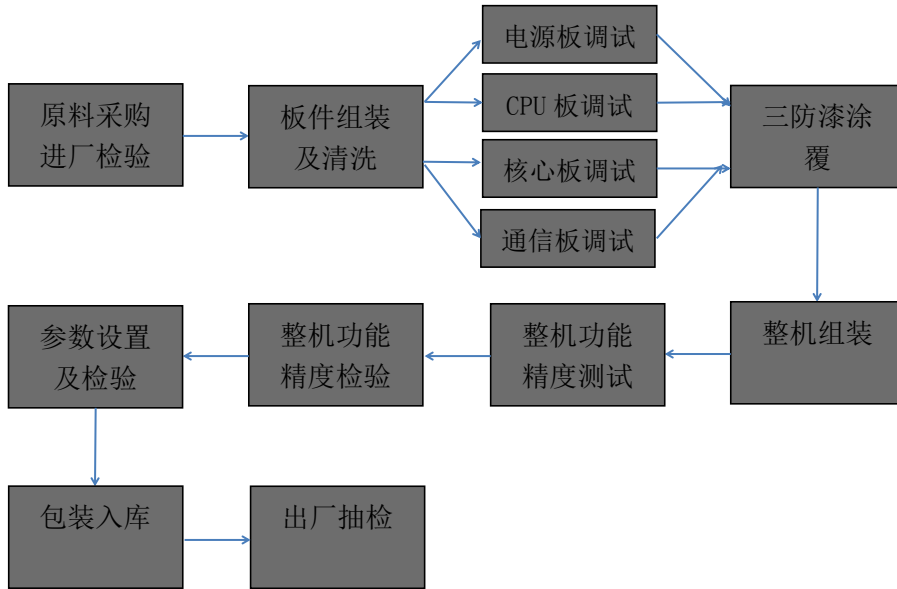 原料采购
进厂检验
板件组装
及清洗
电源板调试
CPU 板调试
核心板调试
通信板调试
三防漆涂
覆
整机组装
整机功能
精度测试
整机功能
精度检验
参数设置
及检验
包装入库
出厂抽检